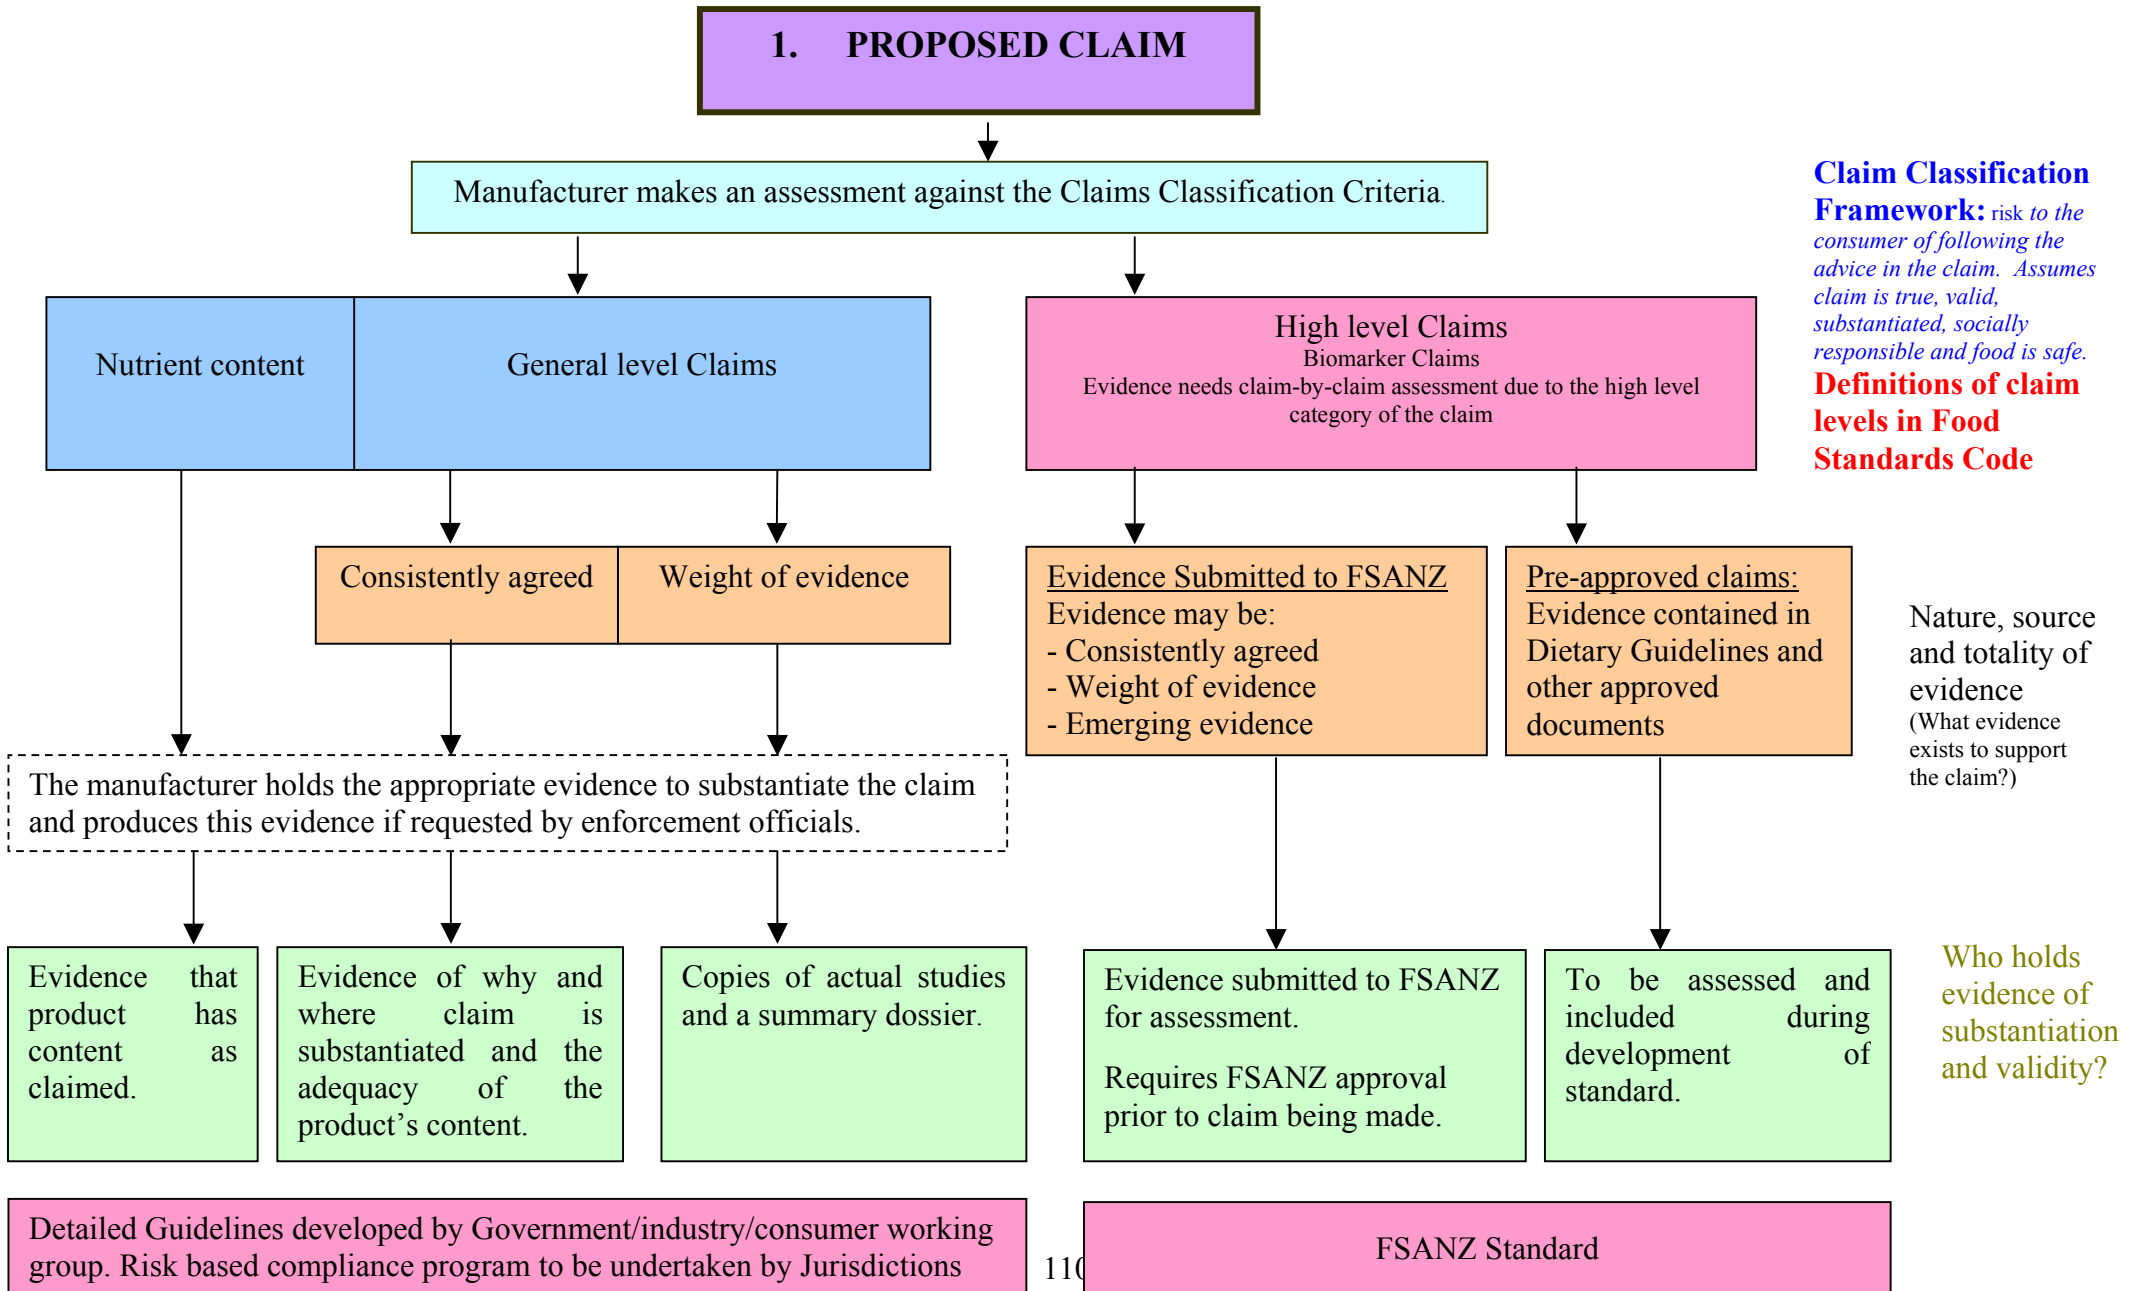 1. PROPOSED CLAIM
Manufacturer makes an assessment against the Claims Classification Criteria.
Claim Classification
Framework: risk to the
consumer of following the
advice in the claim. Assumes
claim is true, valid,
substantiated, socially
responsible and food is safe.
Definitions of claim
levels in Food
Standards Code
Nutrient content
General level Claims
High level Claims
Biomarker Claims
Evidence needs claim-by-claim assessment due to the high level
category of the claim
Consistently agreed
Weight of evidence
Evidence Submitted to FSANZ
Evidence may be:
- Consistently agreed
- Weight of evidence
- Emerging evidence
Pre-approved claims:
Evidence contained in
Dietary Guidelines and
other approved
documents
Nature, source
and totality of
evidence
(What evidence
exists to support
the claim?)
The manufacturer holds the appropriate evidence to substantiate the claim
and produces this evidence if requested by enforcement officials.
Evidence that
product has
content as
claimed.
Evidence of why and
where claim is
substantiated and the
adequacy of the
product’s content.
Copies of actual studies
and a summary dossier.
Evidence submitted to FSANZ
for assessment.
Requires FSANZ approval
prior to claim being made.
To be assessed and
included during
development of
standard.
Who holds
evidence of
substantiation
and validity?
Detailed Guidelines developed by Government/industry/consumer working
group. Risk based compliance program to be undertaken by Jurisdictions
110
FSANZ Standard